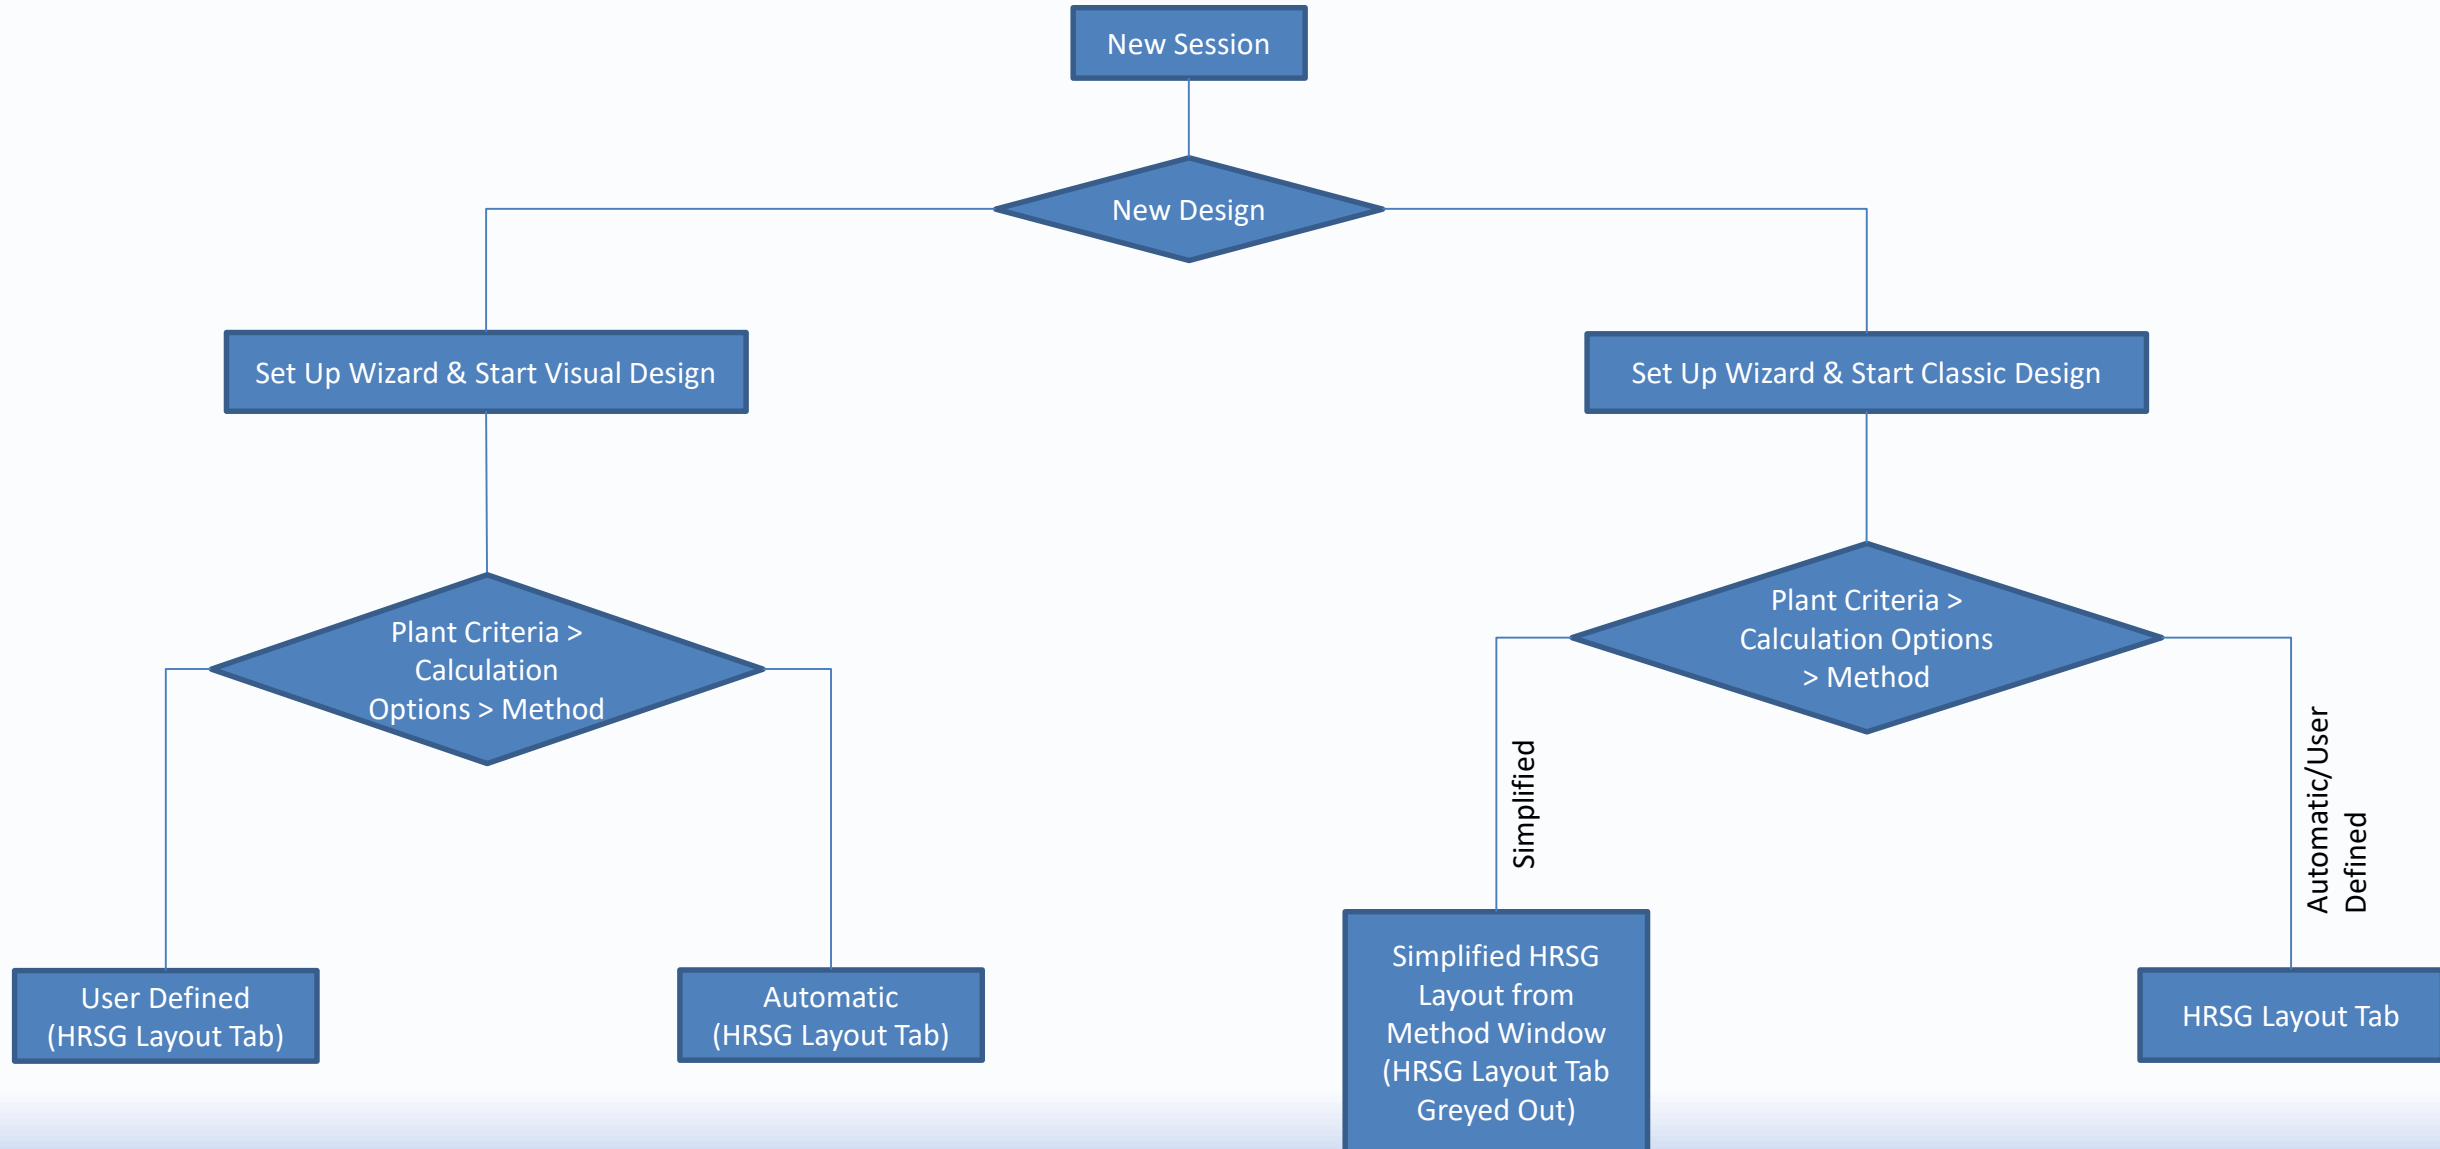 New Session
New Design
Set Up Wizard & Start Visual Design
Set Up Wizard & Start Classic Design
Plant Criteria >
Calculation
Options > Method
Plant Criteria >
Calculation Options
> Method
Simplified
Automatic/User
Defined
User Defined
(HRSG Layout Tab)
Automatic
(HRSG Layout Tab)
Simplified HRSG
Layout from
Method Window
(HRSG Layout Tab
Greyed Out)
HRSG Layout Tab